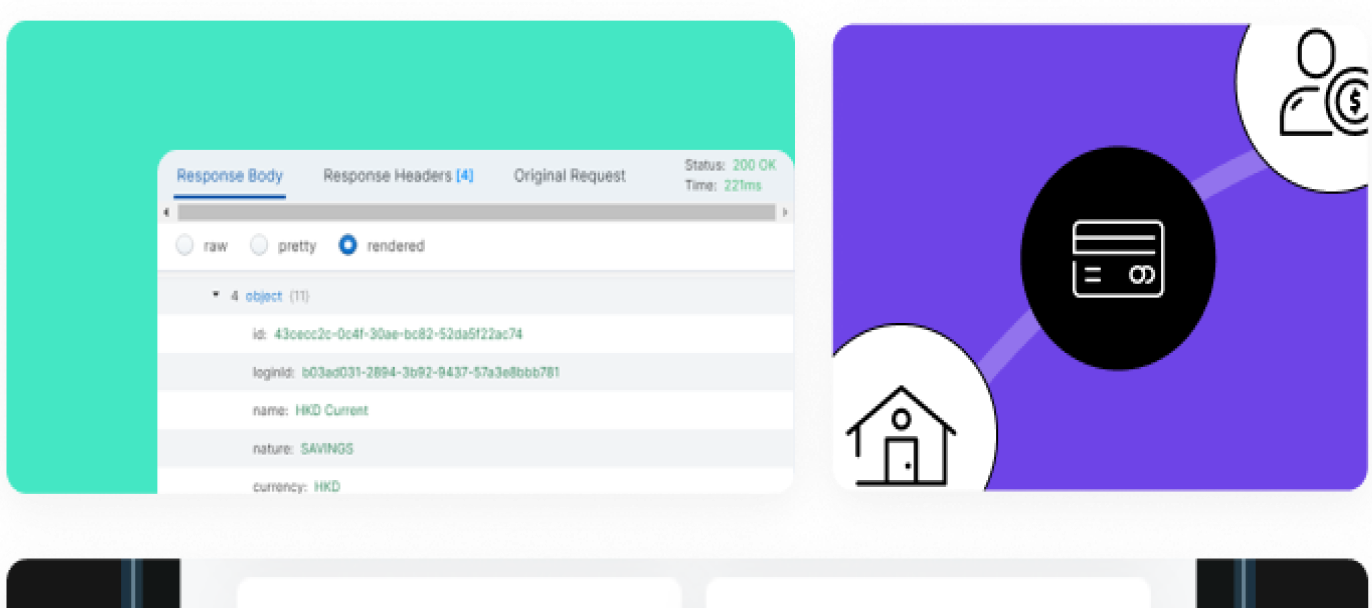 Response Body Response Headers [4] Original Request Status: 200 OK
Time: 221ms
raw pretty rendered
4 object (11)
id: 43cecc2c-0c4f-30ae-bc82-52da5f22ac74
loginId: b03ad031-2894-3b92-9437-57a3e8bbb781
name: HKD Current
nature: SAVINGS
currency: HKD
$